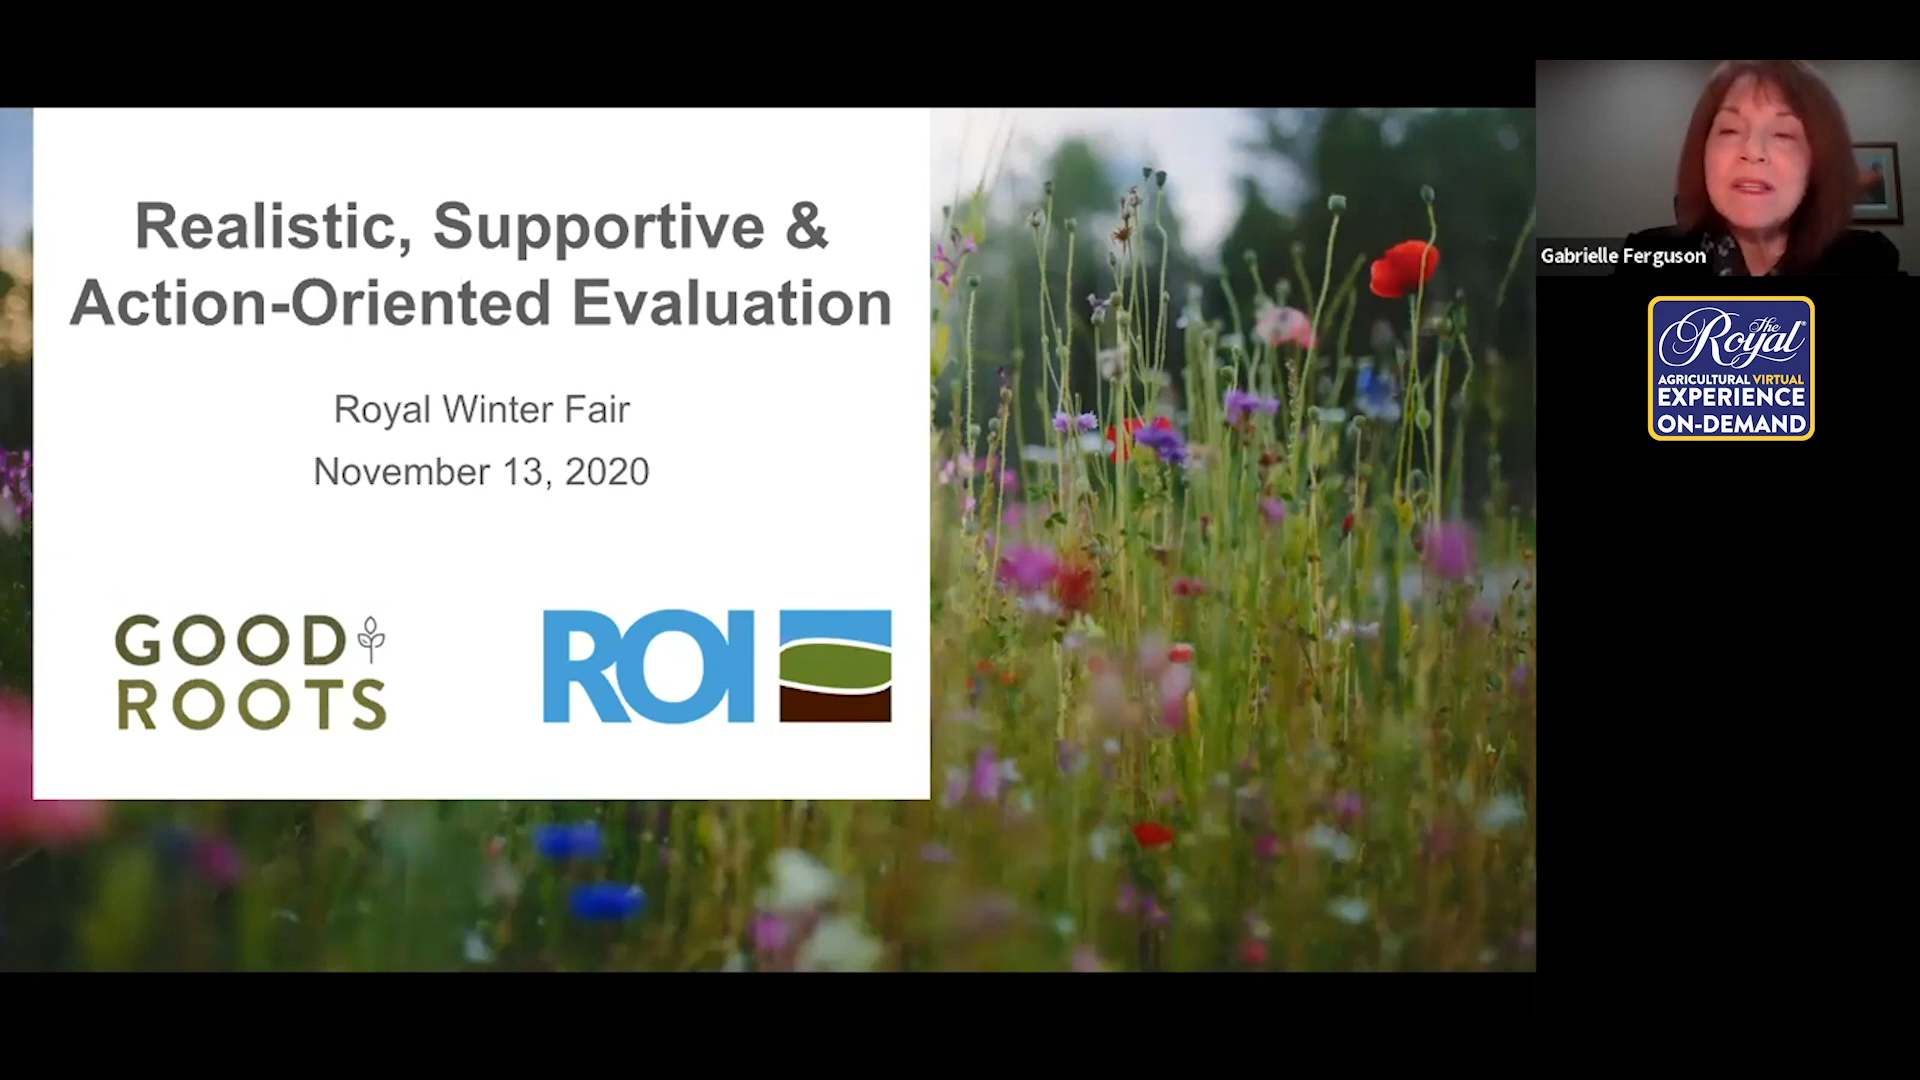 Realistic, Supportive &
Action-Oriented Evaluation
Royal Winter Fair
November 13, 2020
GOOD
ROOTS
ROI
Gabrielle Ferguson
The
Royal
AGRICULTURAL VIRTUAL
EXPERIENCE
ON-DEMAND